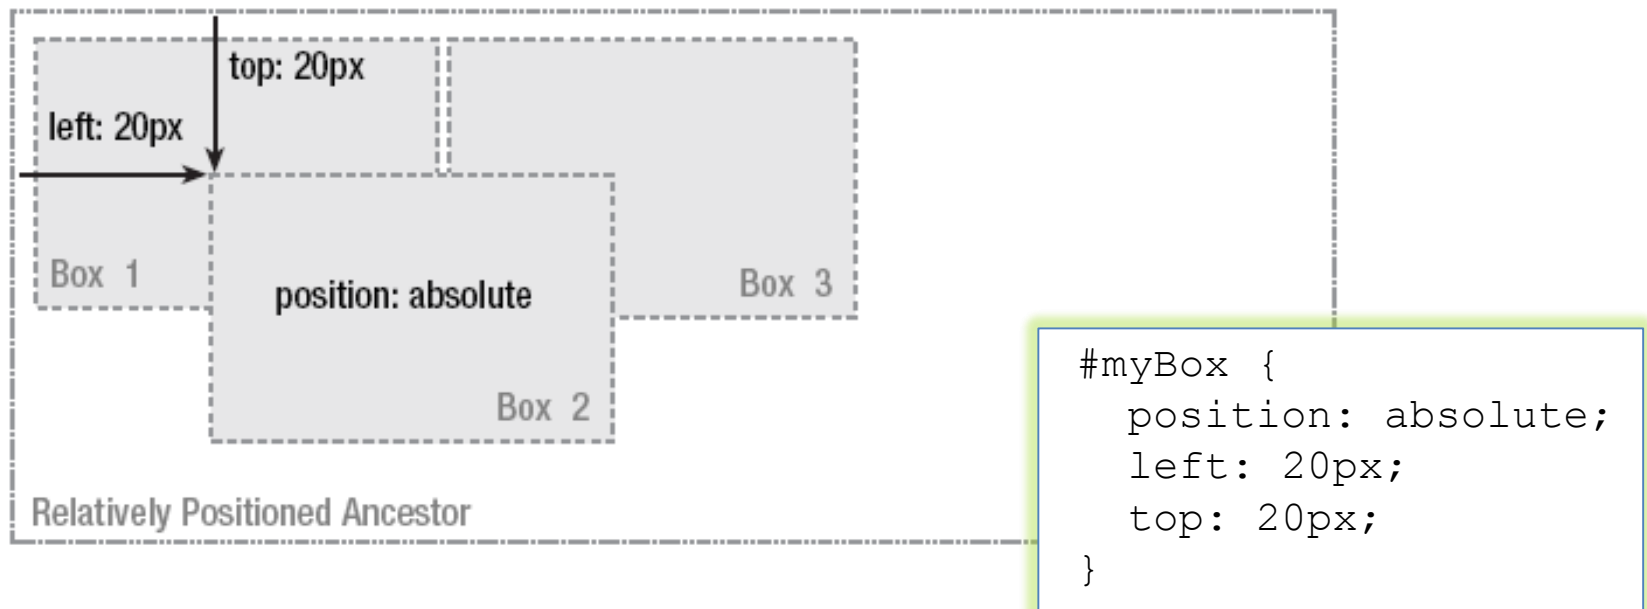 top: 20px
left: 20px
Box 1
Box 3
position: absolute
Box 2
Relatively Positioned Ancestor
#myBox {
  position: absolute;
  left: 20px;
  top: 20px;
}